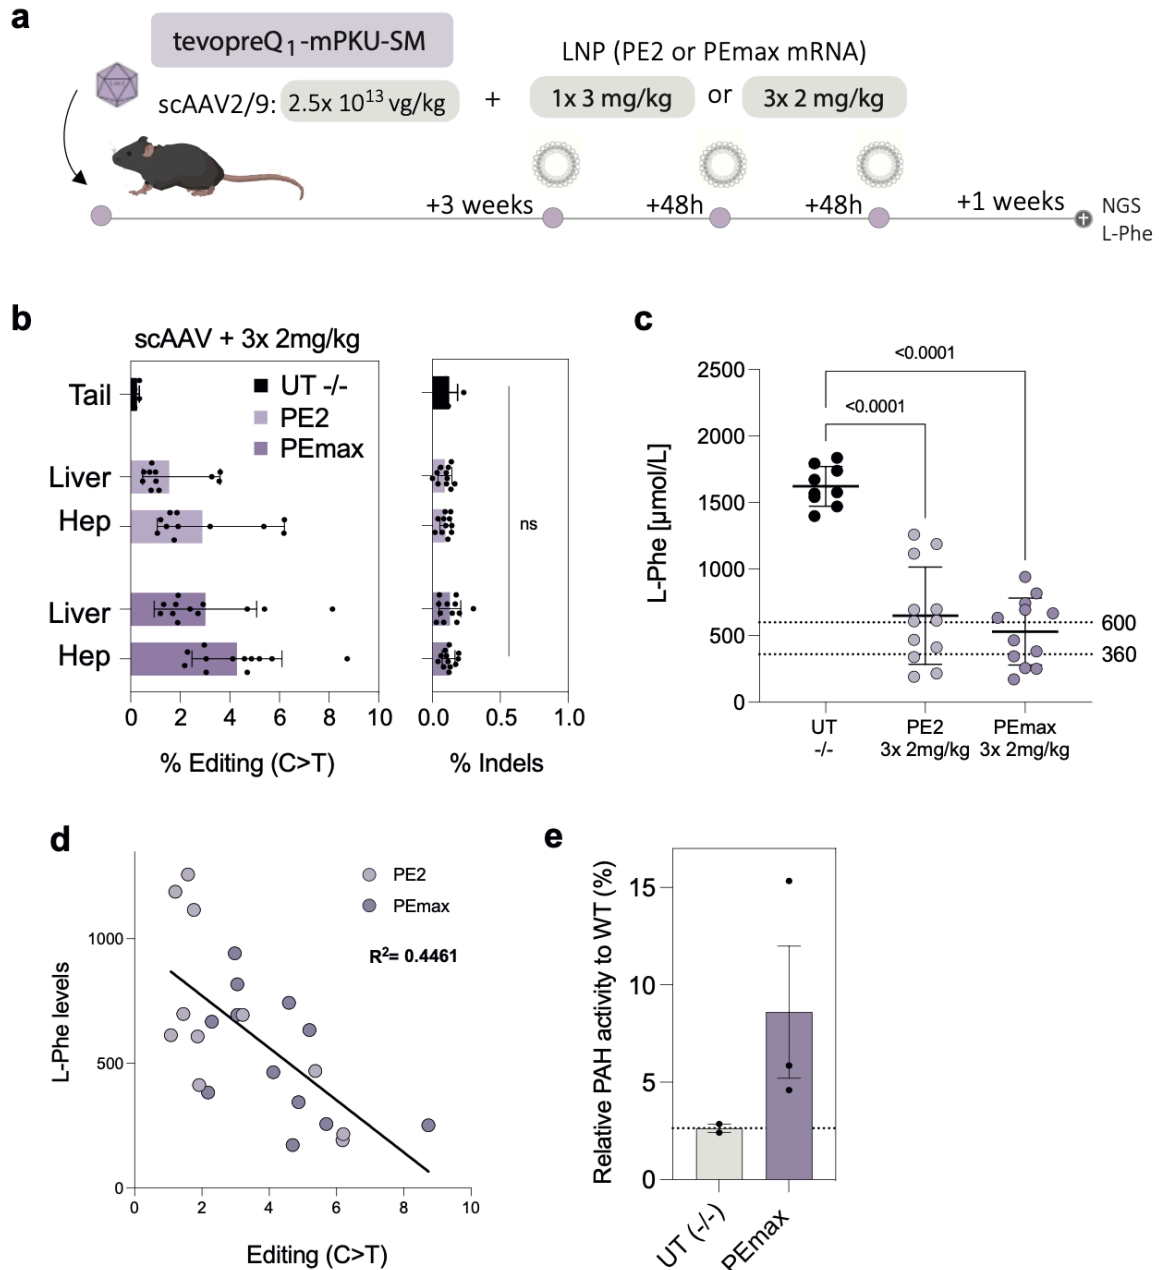 a
tevopreQ1-mPKU-SM
LNP (PE2 or PEmax mRNA)
scAAV2/9: 2.5x 10^13 vg/kg + 1x 3 mg/kg or 3x 2 mg/kg
+3 weeks +48h +48h +1 weeks NGS
L-Phe
b
scAAV + 3x 2mg/kg
Tail
Liver
Hep
Liver
Hep
UT -/-
PE2
PEmax
ns
0 2 4 6 8 10
0.0 0.5 1.0
% Editing (C>T)
% Indels
c
<0.0001
<0.0001
L-Phe [μmol/L]
2500
2000
1500
1000
500
0
600
360
UT
-/-
PE2
3x 2mg/kg
PEmax
3x 2mg/kg
d
PE2
PEmax
R2= 0.4461
L-Phe levels
1000
500
0
0 2 4 6 8 10
Editing (C>T)
e
Relative PAH activity to WT (%)
15
10
5
0
UT (-/-)
PEmax